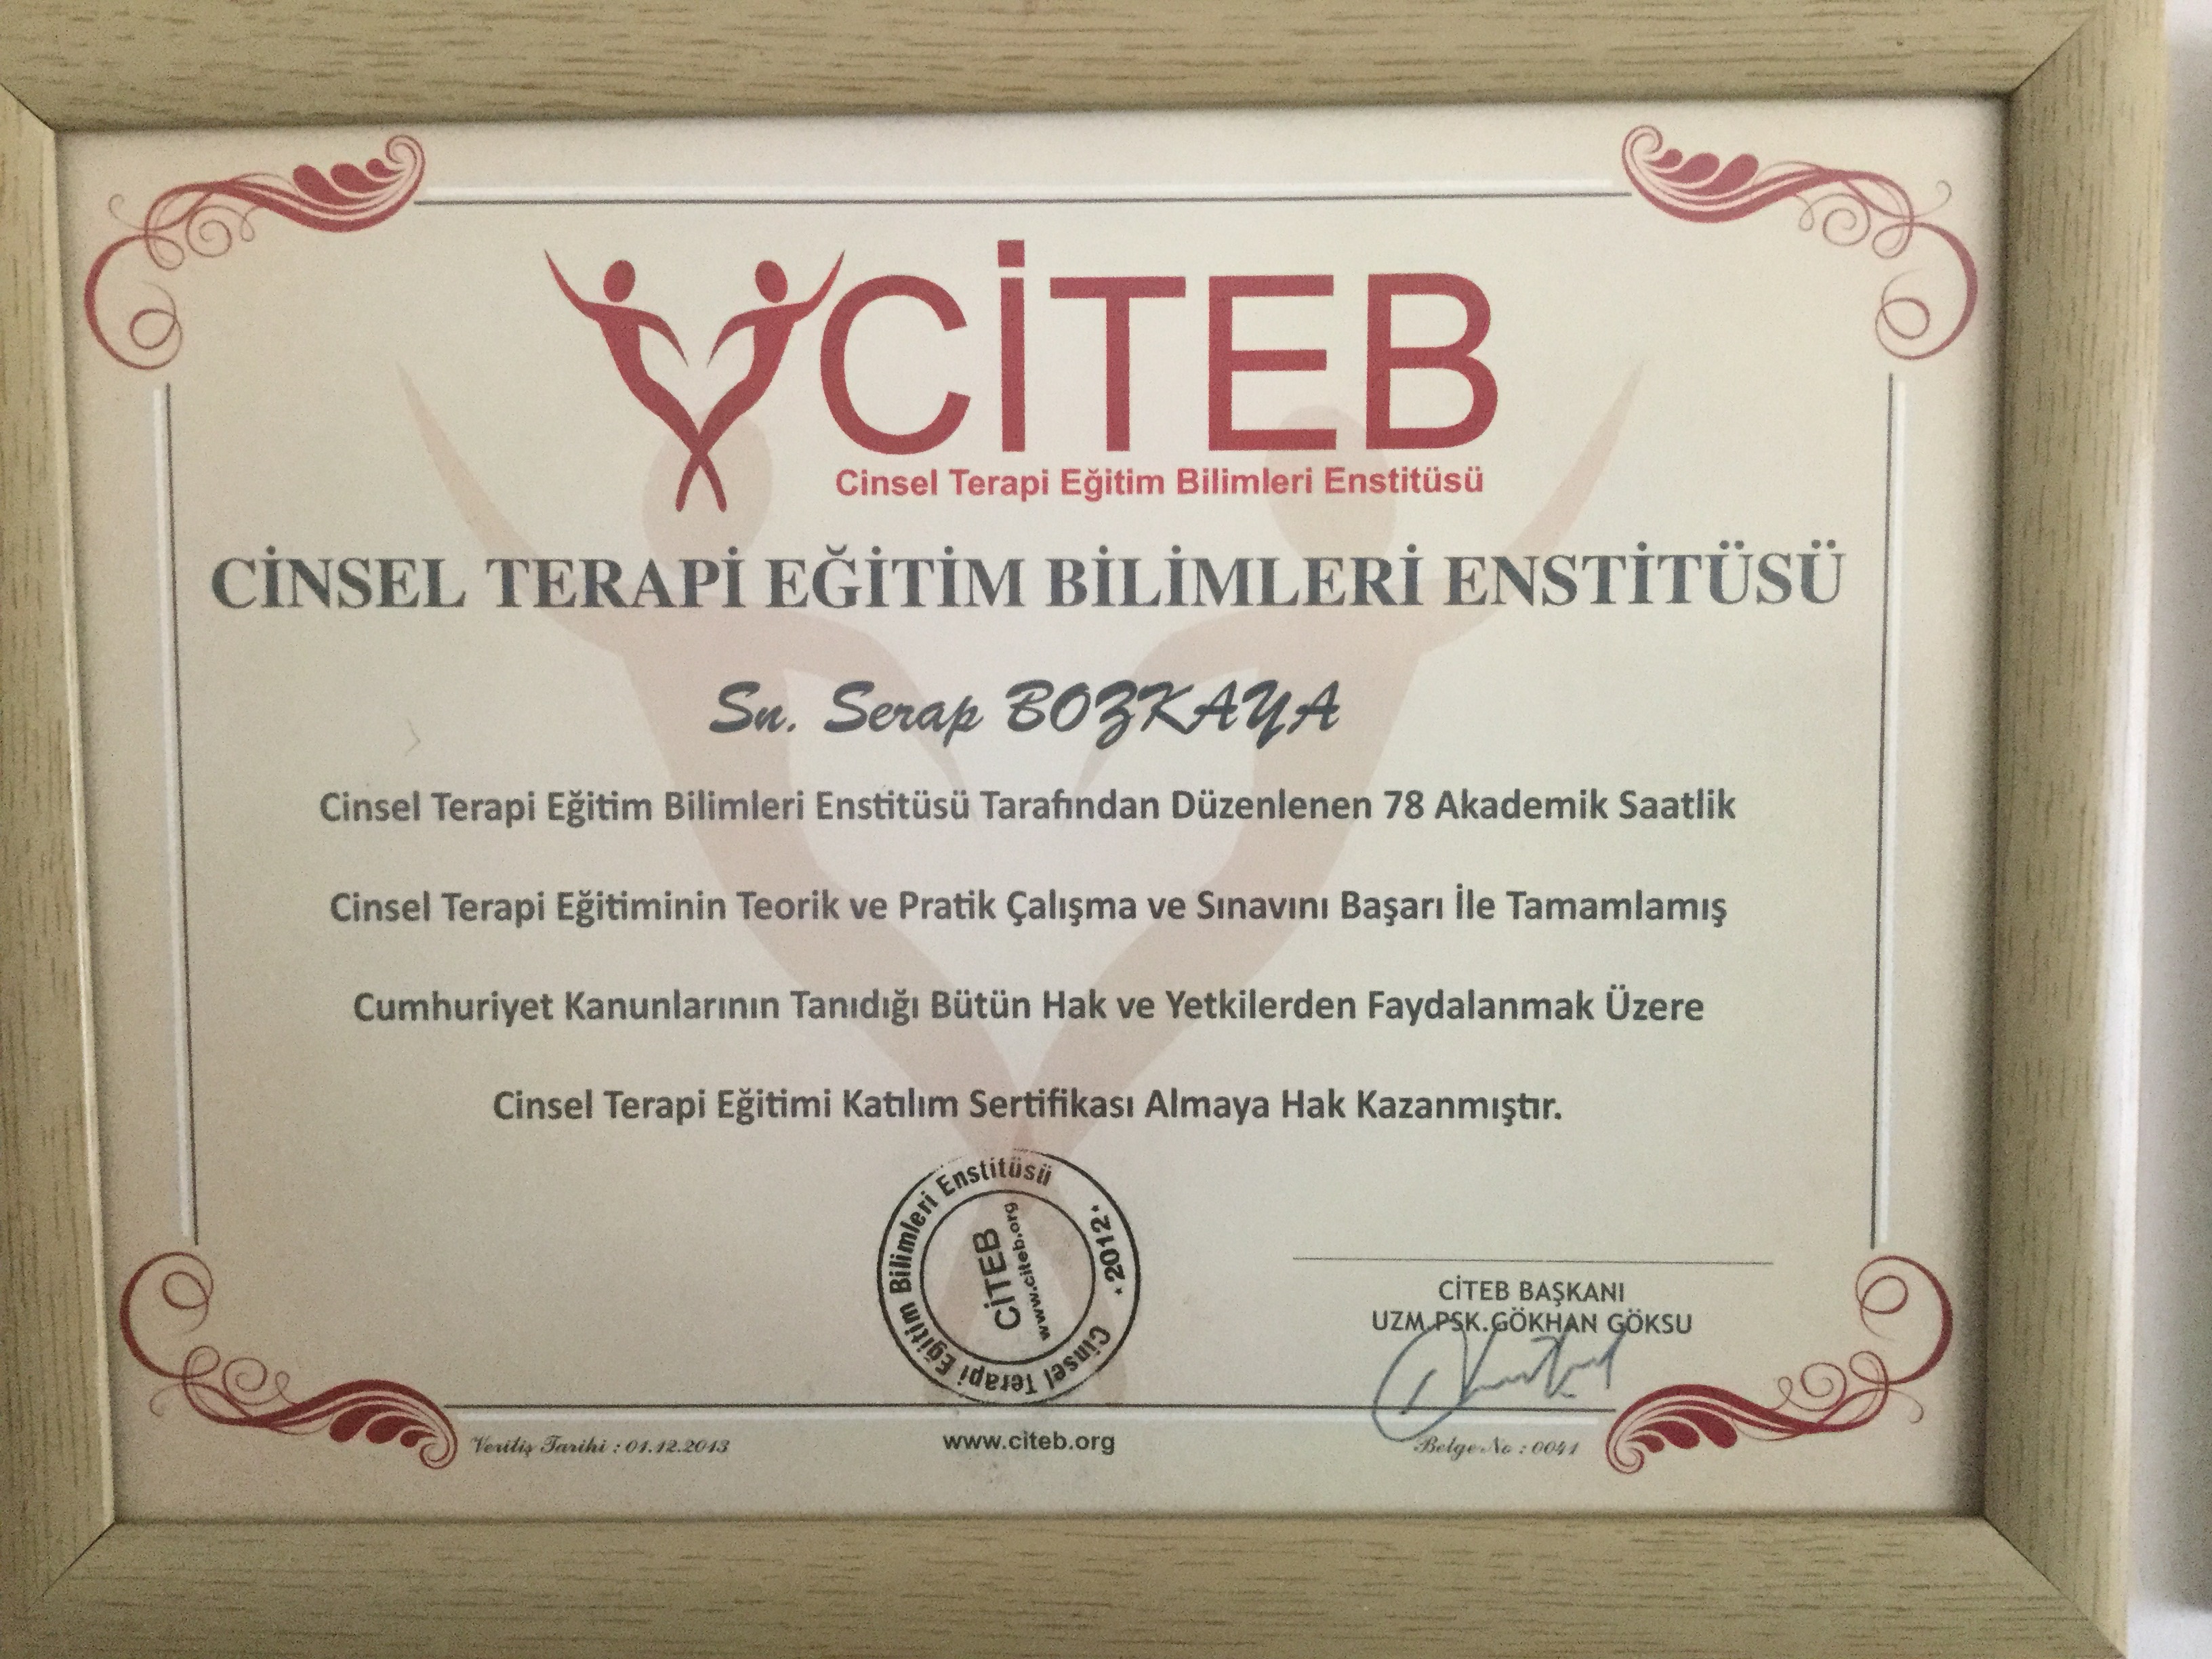 CİTEB
Cinsel Terapi Eğitim Bilimleri Enstitüsü
CİNSEL TERAPİ EĞİTİM BİLİMLERİ ENSTİTÜSÜ
Sn. Serap BOZKAYA
Cinsel Terapi Eğitim Bilimleri Enstitüsü Tarafından Düzenlenen 78 Akademik Saatlik
Cinsel Terapi Eğitiminin Teorik ve Pratik Çalışma ve Sınavını Başarı İle Tamamlamış
Cumhuriyet Kanunlarının Tanıdığı Bütün Hak ve Yetkilerden Faydalanmak Üzere
Cinsel Terapi Eğitimi Katılım Sertifikası Almaya Hak Kazanmıştır.
Cinsel Terapi Eğitim Bilimleri Enstitüsü
* 2012 *
CİTEB
www.citeb.org
CİTEB BAŞKANI
UZM.PSK.GÖKHAN GÖKSU
Veriliş Tarihi : 01.12.2013
www.citeb.org
Belge No : 0041